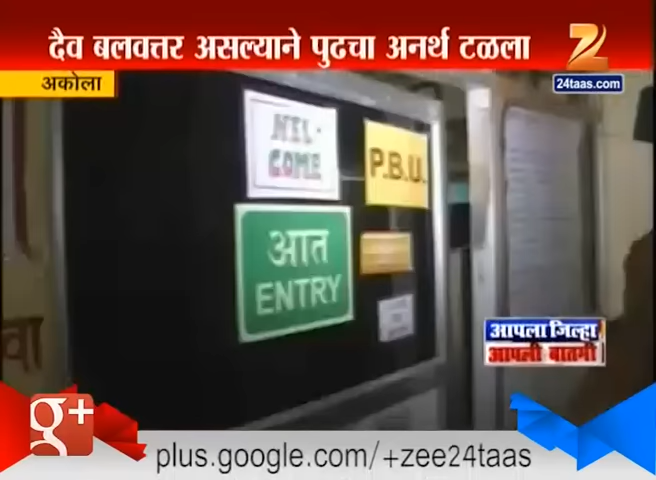 दैव बलवत्तर असल्याने पुढचा अनर्थ टळला
24taas.com
अकोला
WEL-
COME
P.B.U.
आत
ENTRY
आपला जिल्हा
आपली बातमी
वा
g+
plus.google.com/+zee24taas